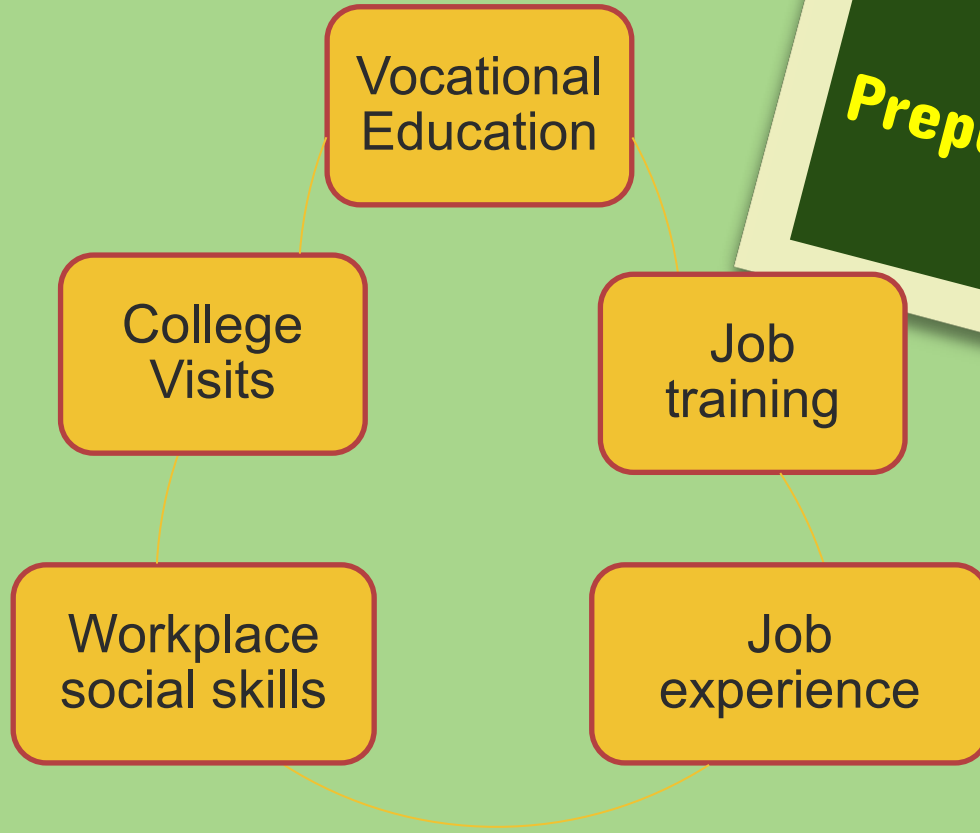 Vocational
Education
College
Visits
Job
training
Workplace
social skills
Job
experience